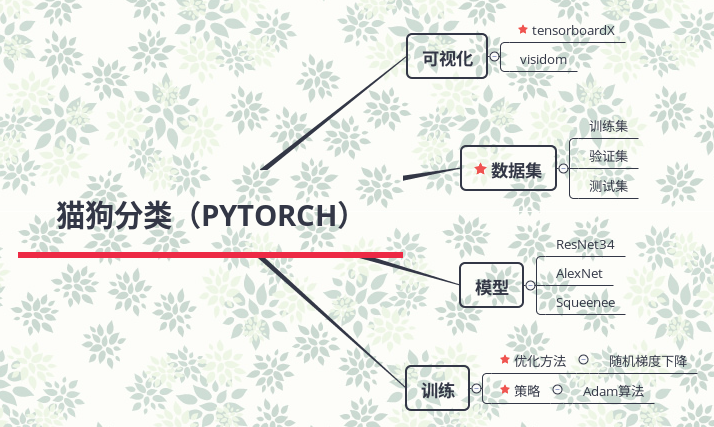 猫狗分类（PYTORCH）
可视化
tensorboardX
visidom
数据集
训练集
验证集
测试集
模型
ResNet34
AlexNet
Squeenee
训练
优化方法
随机梯度下降
策略
Adam算法